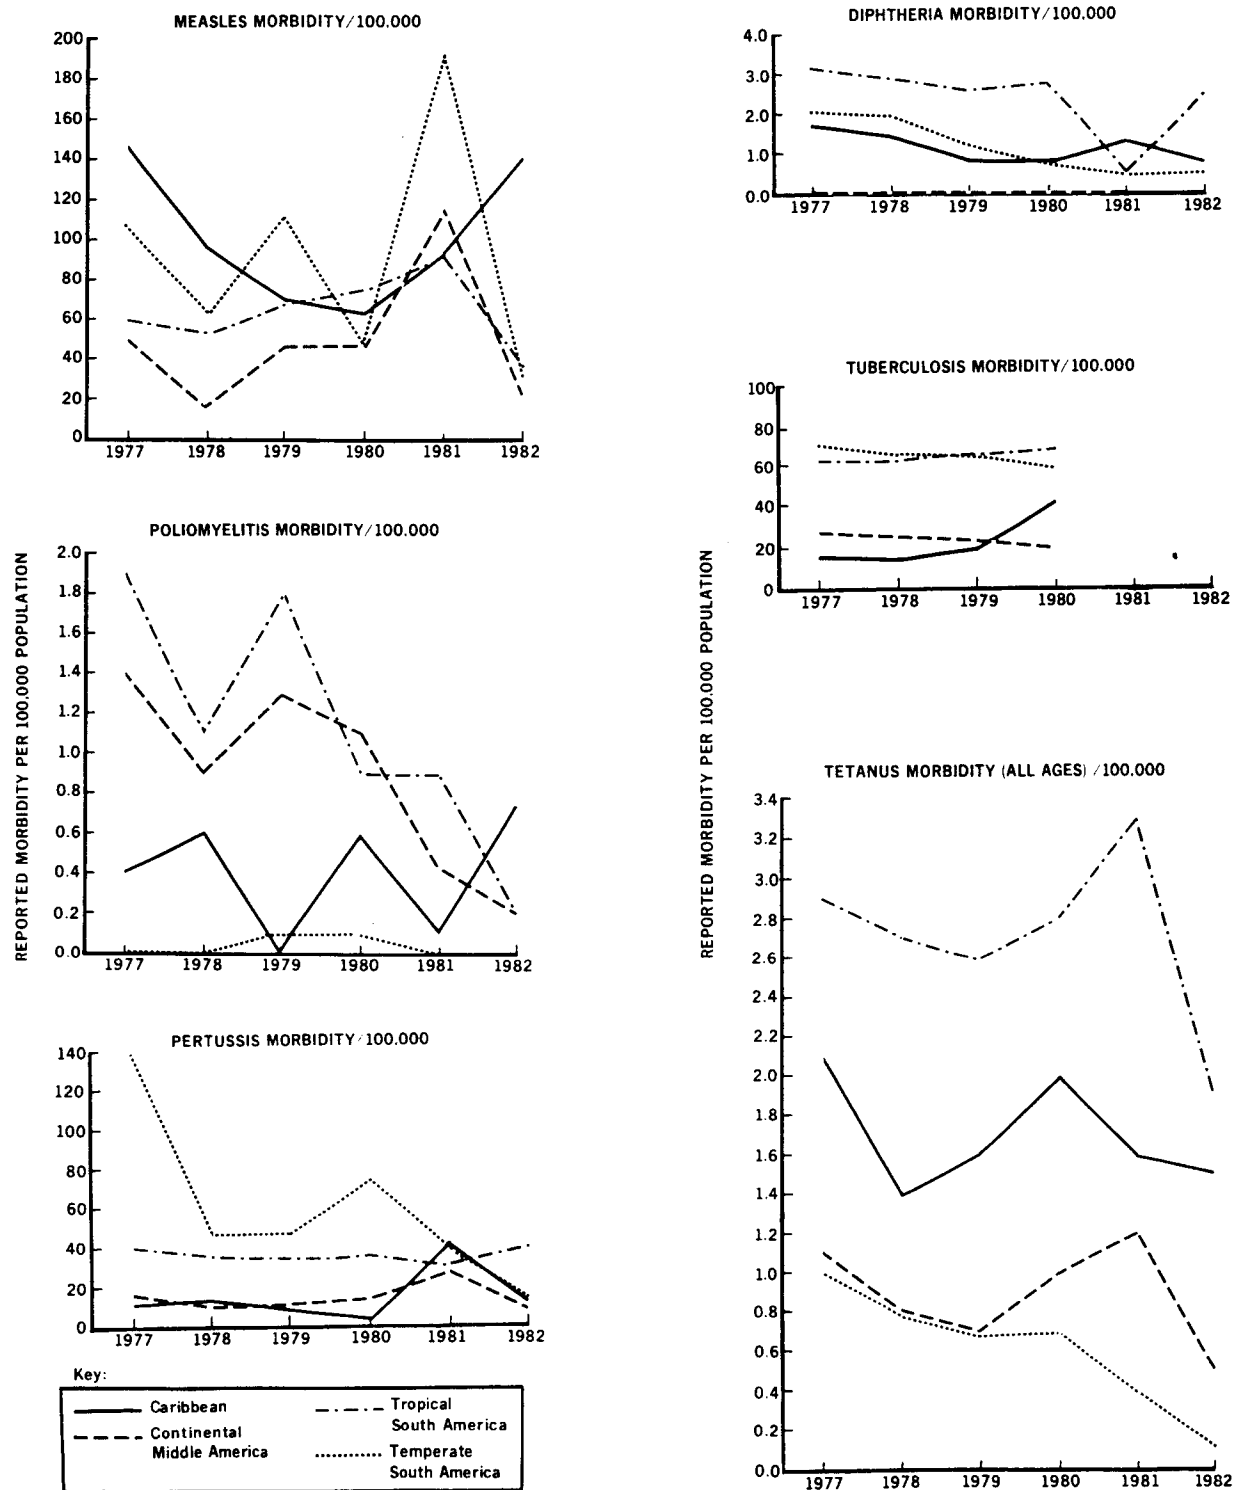 MEASLES MORBIDITY/100.000
200
180
160
140
120
100
80
60
40
20
0
1977 1978 1979 1980 1981 1982
REPORTED MORBIDITY PER 100.000 POPULATION
POLIOMYELITIS MORBIDITY/100.000
2.0
1.8
1.6
1.4
1.2
1.0
0.8
0.6
0.4
0.2
0.0
1977 1978 1979 1980 1981 1982
PERTUSSIS MORBIDITY/100.000
140
120
100
80
60
40
20
0
1977 1978 1979 1980 1981 1982
Key:
Caribbean
Continental
Middle America
Tropical
South America
Temperate
South America
DIPHTHERIA MORBIDITY/100.000
4.0
3.0
2.0
1.0
0.0
1977 1978 1979 1980 1981 1982
TUBERCULOSIS MORBIDITY/100.000
100
80
60
40
20
0
1977 1978 1979 1980 1981 1982
REPORTED MORBIDITY PER 100.000 POPULATION
TETANUS MORBIDITY (ALL AGES) /100.000
3.4
3.2
3.0
2.8
2.6
2.4
2.2
2.0
1.8
1.6
1.4
1.2
1.0
0.8
0.6
0.4
0.2
0.0
1977 1978 1979 1980 1981 1982